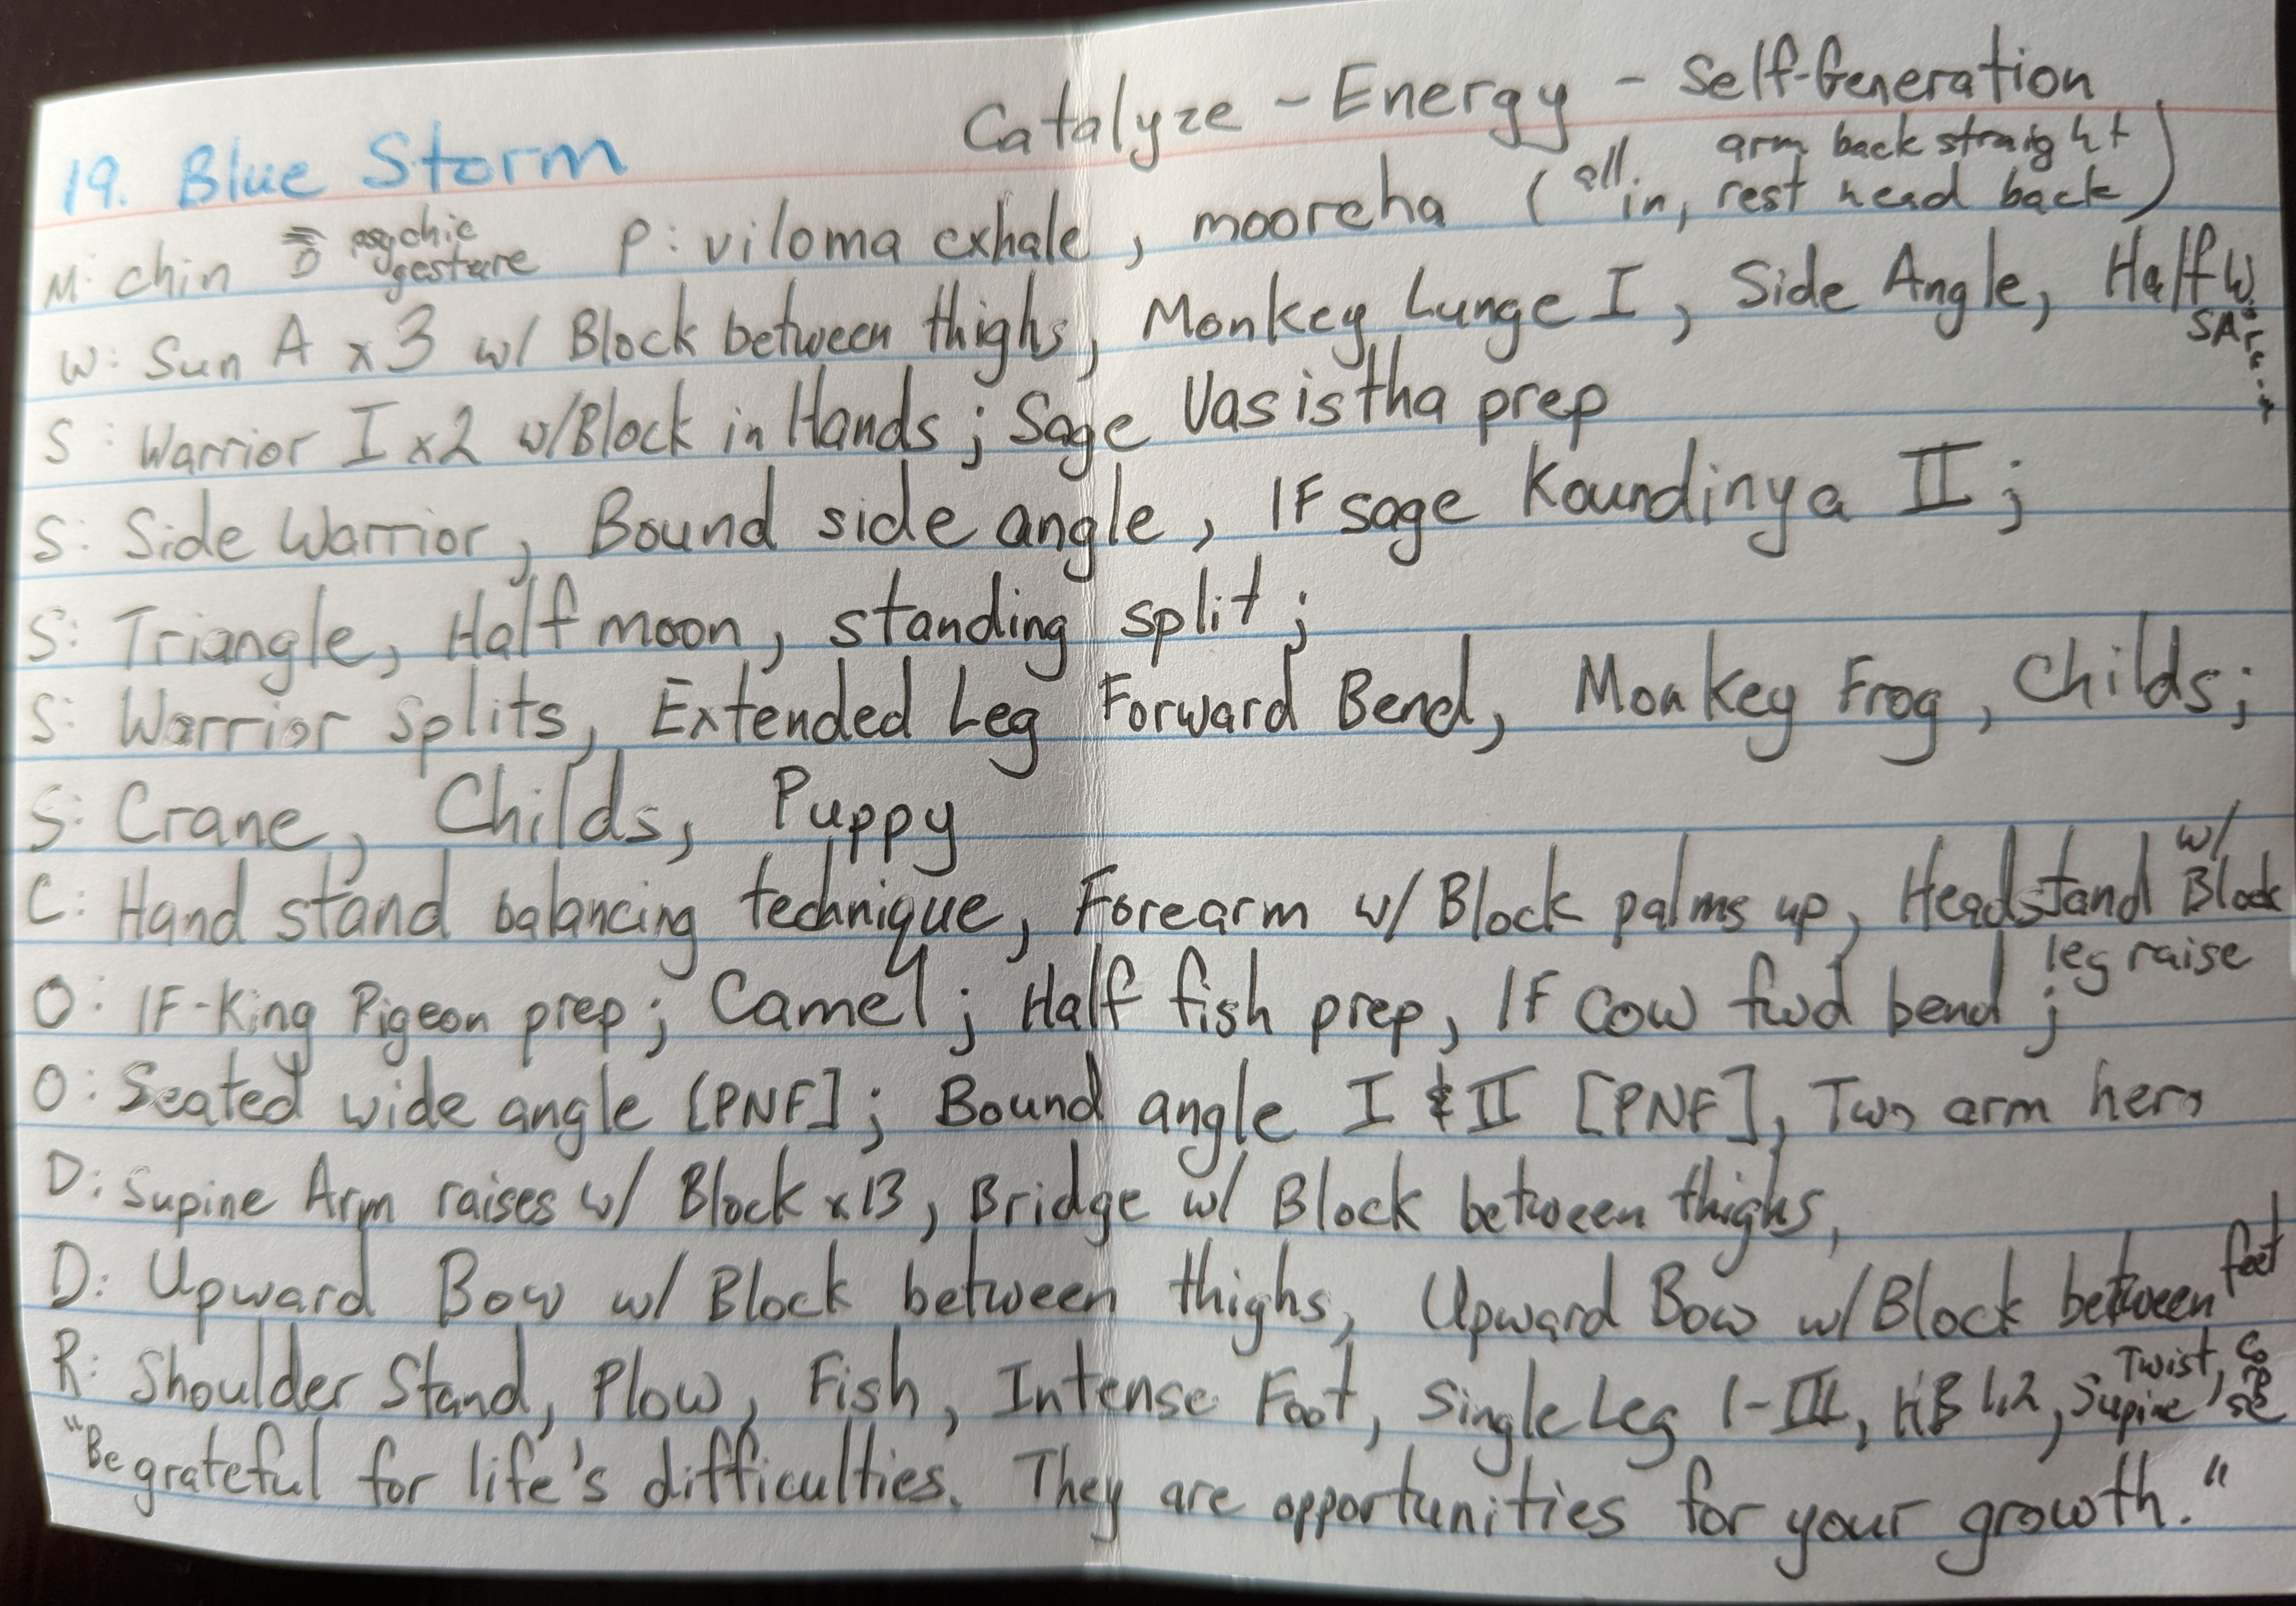 Catalyze - Energy - Self-Generation
19. Blue Storm
M: chin psychic gesture P: viloma exhale, moorcha (all in, arm back straight rest head back)
W: Sun A x 3 w/ Block between thighs, Monkey Lunge I, Side Angle, Half W. SA
S: Warrior I x2 w/Block in Hands; Sage Vasistha prep
S: Side Warrior, Bound side angle, IF sage Koundinya II;
S: Triangle, Half moon, standing split;
S: Warrior Splits, Extended Leg Forward Bend, Monkey Frog, Childs;
S: Crane, Childs, Puppy
C: Hand stand balancing technique, Forearm w/ Block palms up, Headstand w/ Block leg raise
O: IF-King Pigeon prep; Camel; Half fish prep, IF Cow fwd bend;
O: Seated wide angle [PNF]; Bound angle I & II [PNF], Two arm hero
D: Supine Arm raises w/ Block x 13, Bridge w/ Block between thighs,
D: Upward Bow w/ Block between thighs, Upward Bow w/Block between feet
R: Shoulder Stand, Plow, Fish, Intense Foot, Single Leg I-III, HB 1,2, Supine Twist, Corpse
"Be grateful for life's difficulties. They are opportunities for your growth."